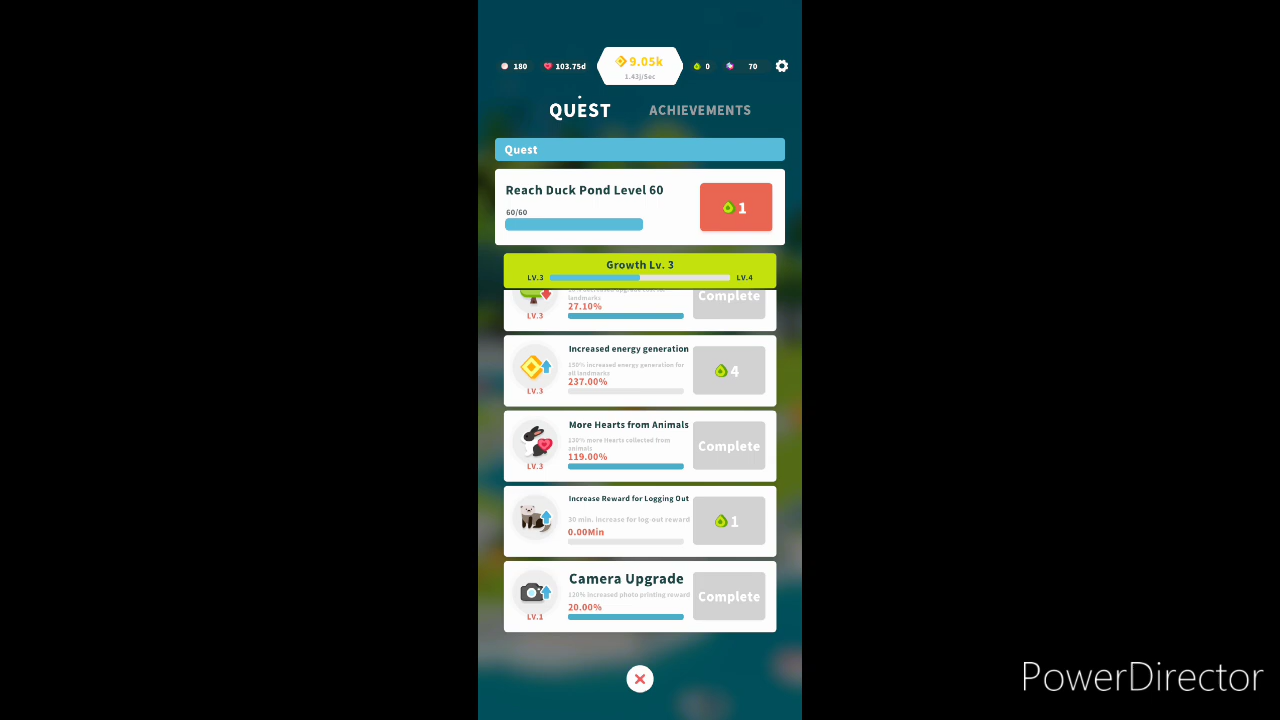 180 103.75d 9.05k 0 70
1.43j/Sec
QUEST ACHIEVEMENTS
Quest
Reach Duck Pond Level 60
60/60
1
Growth Lv. 3
LV.3 LV.4
landmarks
27.10%
LV.3
Complete
Increased energy generation
150% increased energy generation for
all landmarks
237.00%
LV.3
4
More Hearts from Animals
130% more Hearts collected from
animals
119.00%
LV.3
Complete
Increase Reward for Logging Out
30 min. increase for log-out reward
0.00Min
1
Camera Upgrade
120% increased photo printing reward
20.00%
LV.1
Complete
PowerDirector